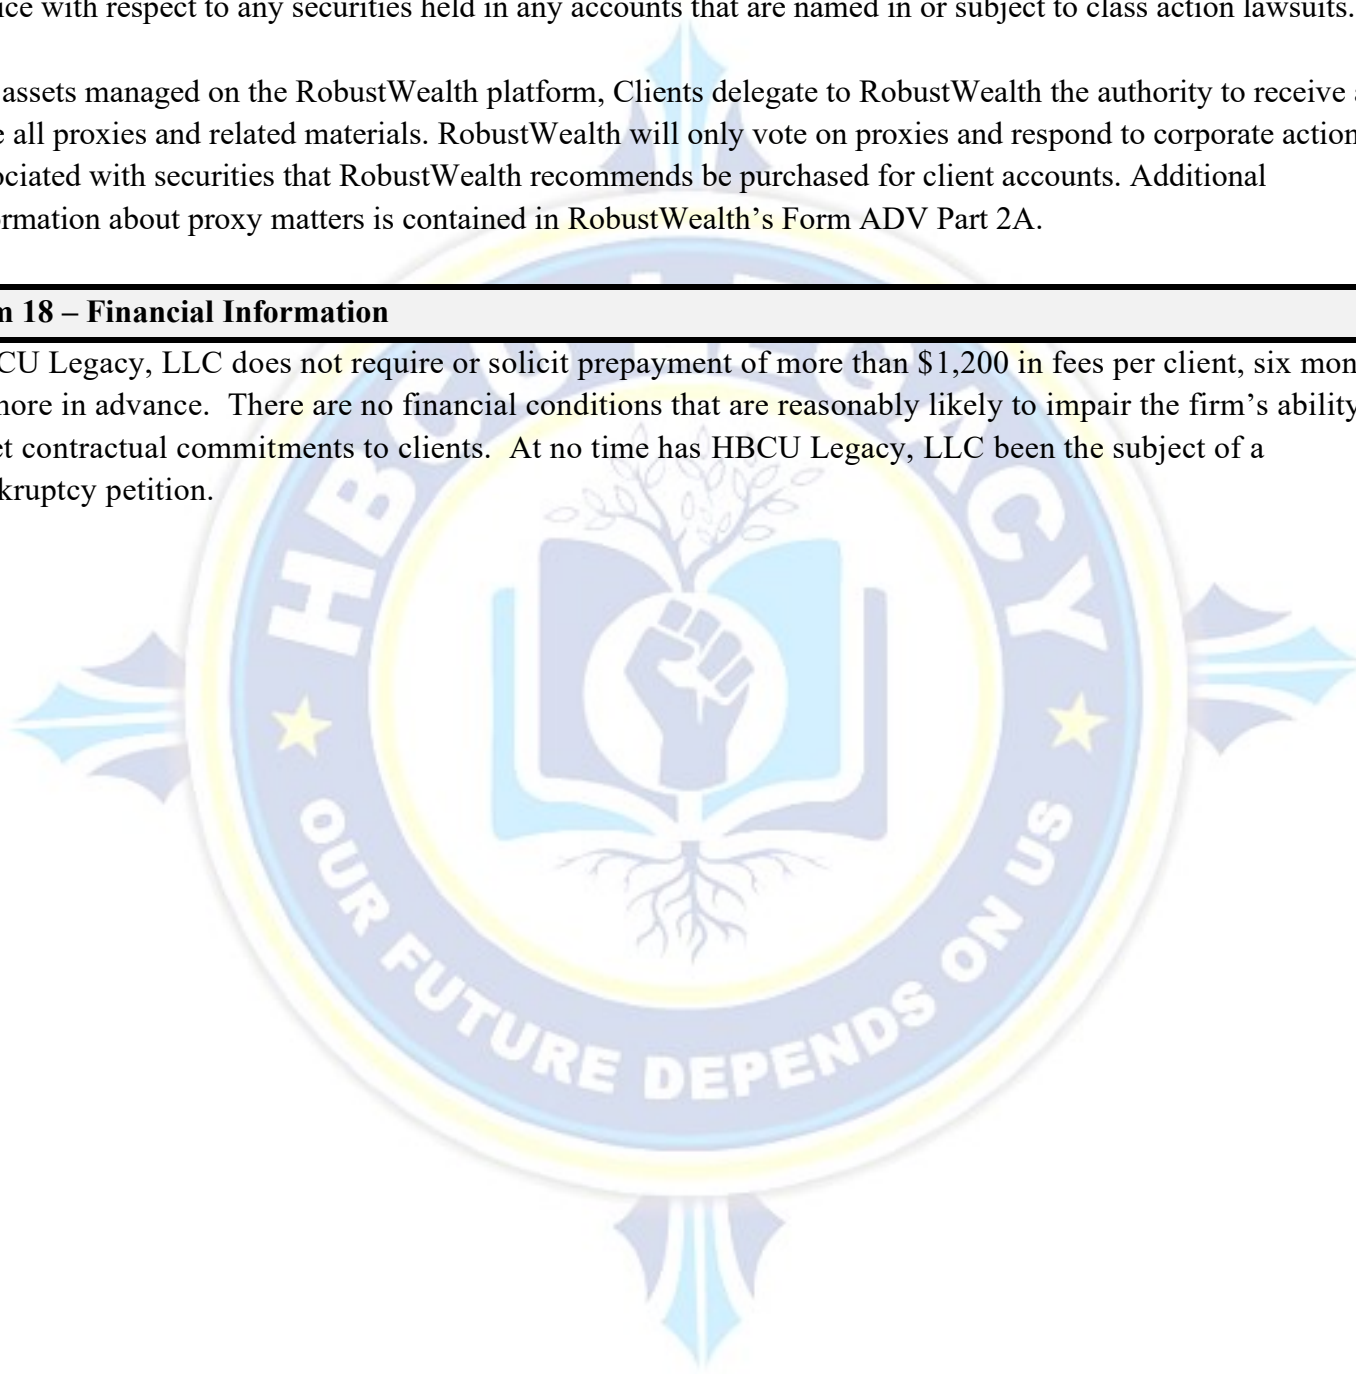 ice with respect to any securities held in any accounts that are named in or subject to class action lawsuits.
assets managed on the RobustWealth platform, Clients delegate to RobustWealth the authority to receive a
e all proxies and related materials. RobustWealth will only vote on proxies and respond to corporate action
ociated with securities that RobustWealth recommends be purchased for client accounts. Additional
ormation about proxy matters is contained in RobustWealth’s Form ADV Part 2A.
m 18 – Financial Information
CU Legacy, LLC does not require or solicit prepayment of more than $1,200 in fees per client, six mon
more in advance.  There are no financial conditions that are reasonably likely to impair the firm’s ability
et contractual commitments to clients.  At no time has HBCU Legacy, LLC been the subject of a
kruptcy petition.
HBCU LEGACY
OUR FUTURE DEPENDS ON US